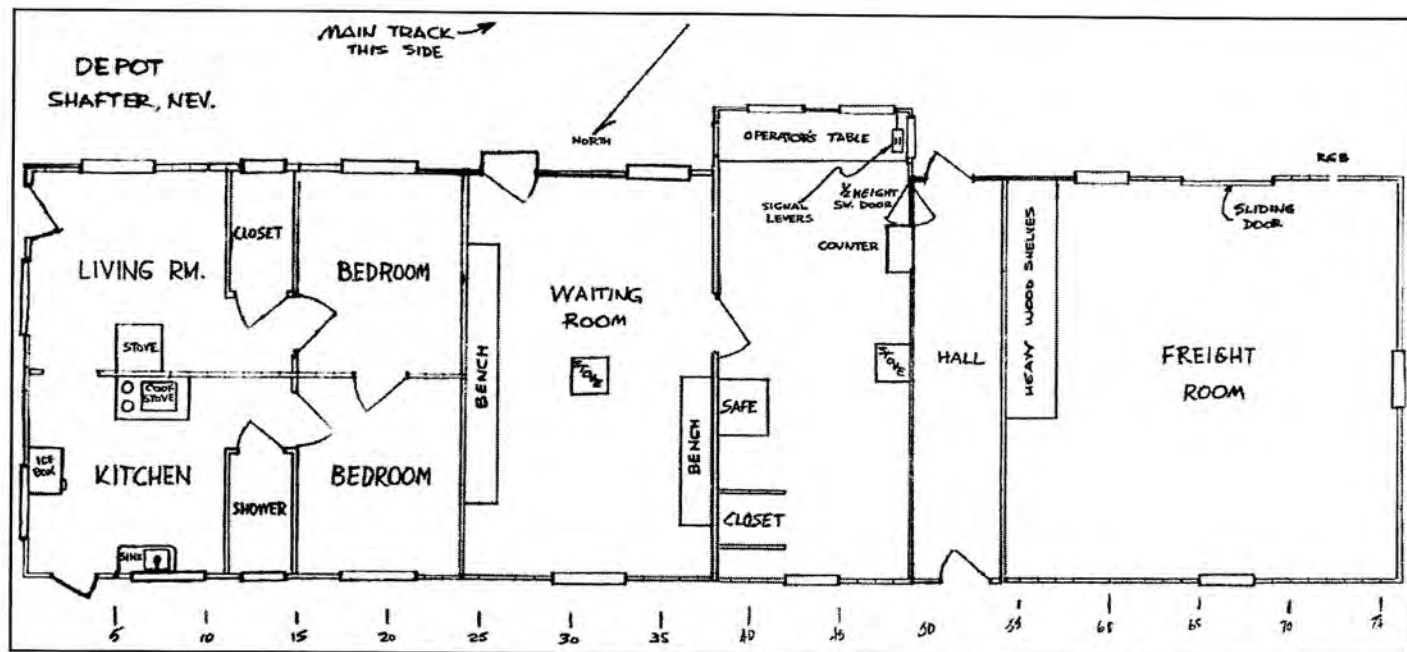 MAIN TRACK
THIS SIDE
DEPOT
SHAFTER, NEV.
NORTH
OPERATOR'S TABLE
SIGNAL
LEVERS
½ HEIGHT
SW. DOOR
RGB
SLIDING
DOOR
CLOSET
COUNTER
LIVING RM.
BEDROOM
WAITING
ROOM
HEAVY WOOD SHELVES
STOVE
BENCH
STOVE
STOVE
HALL
FREIGHT
ROOM
COOK
STOVE
SAFE
BENCH
ICE
BOX
KITCHEN
BEDROOM
SHOWER
CLOSET
SINK
5 10 15 20 25 30 35 40 45 50 55 65 70